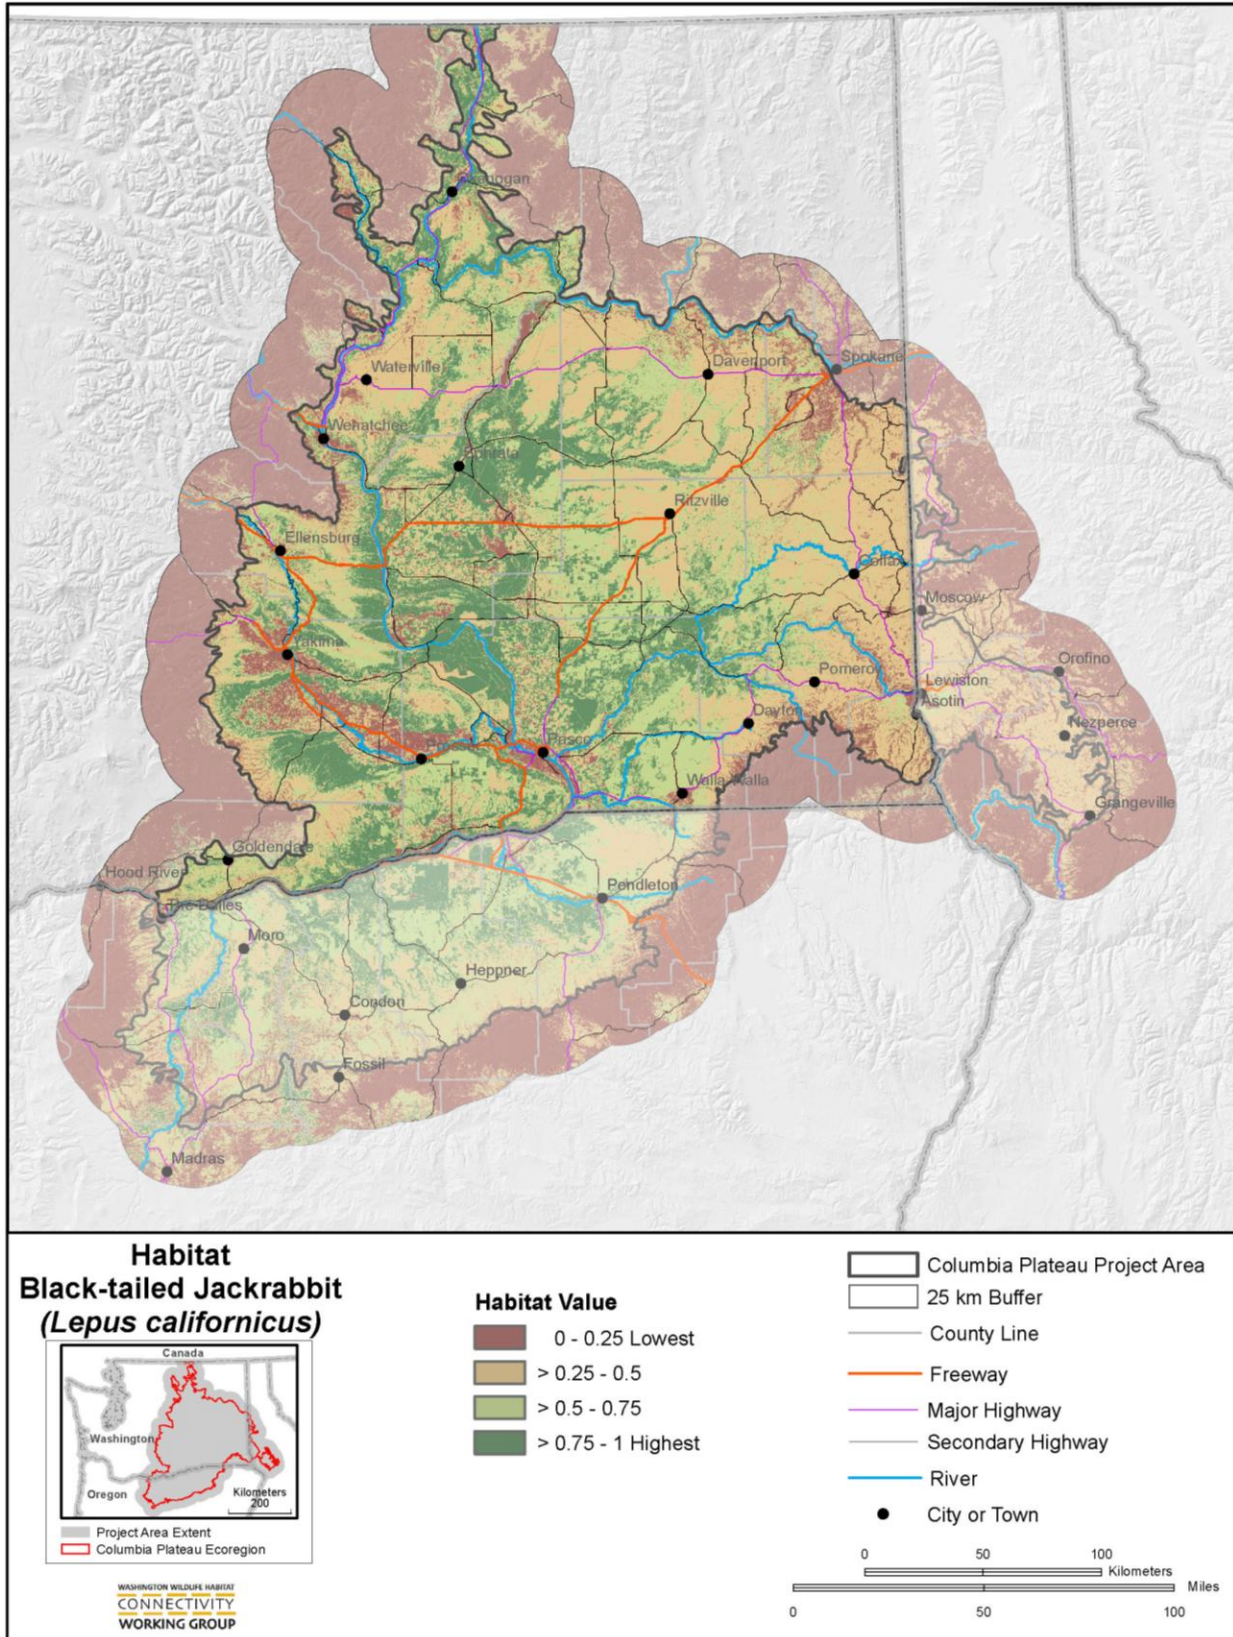 Okanogan
Waterville
Davenport
Spokane
Wenatchee
Ephrata
Ritzville
Ellensburg
Colfax
Moscow
Yakima
Pomeroy
Orofino
Lewiston
Asotin
Dayton
Nezperce
Pasco
Prosser
Walla Walla
Grangeville
Goldendale
Hood River
The Dalles
Pendleton
Moro
Heppner
Condon
Fossil
Madras
Habitat
Black-tailed Jackrabbit
(Lepus californicus)
Canada
Washington
Oregon
Kilometers
200
Project Area Extent
Columbia Plateau Ecoregion
WASHINGTON WILDLIFE HABITAT
CONNECTIVITY
WORKING GROUP
Habitat Value
0 - 0.25 Lowest
> 0.25 - 0.5
> 0.5 - 0.75
> 0.75 - 1 Highest
Columbia Plateau Project Area
25 km Buffer
County Line
Freeway
Major Highway
Secondary Highway
River
City or Town
0 50 100
Kilometers
Miles
0 50 100